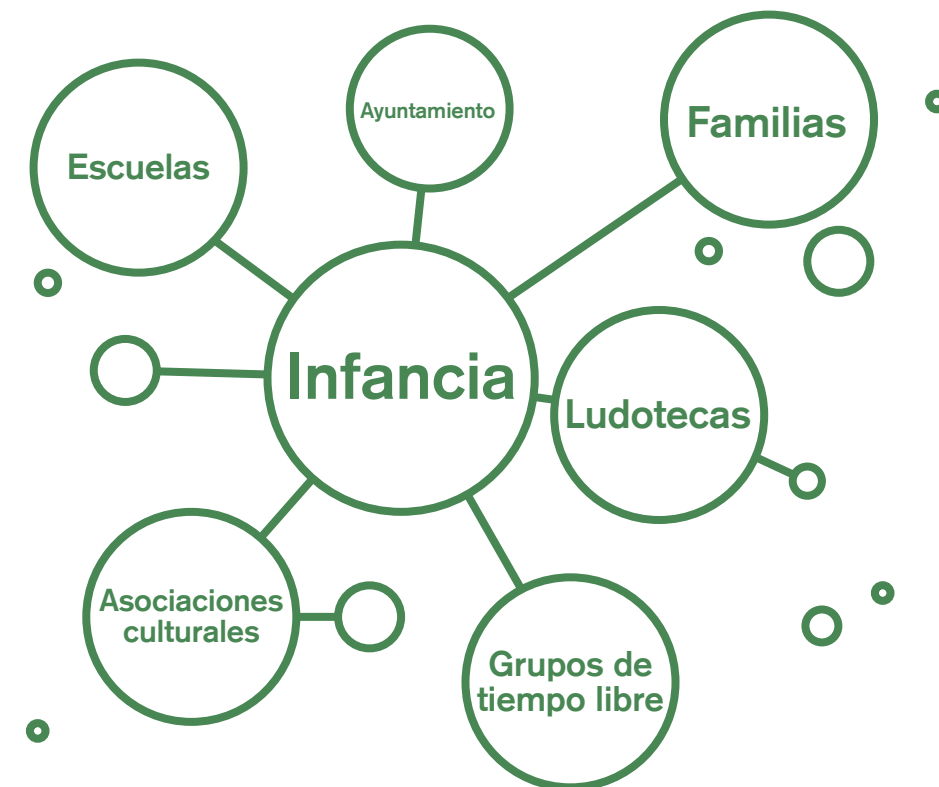 Ayuntamiento
Familias
Escuelas
Infancia
Ludotecas
Asociaciones
culturales
Grupos de
tiempo libre